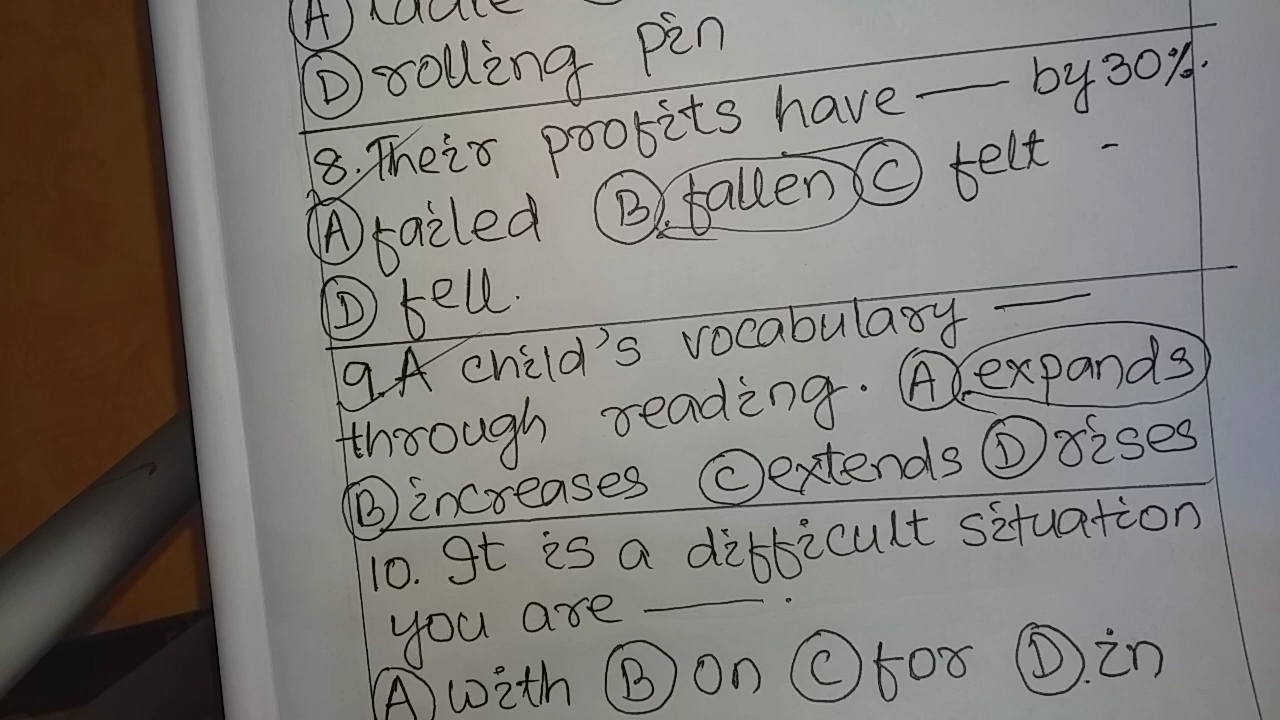 (A) ladle
(D) rolling pin
8. Their profits have — by 30%.
(A) failed (B) fallen (C) felt -
(D) fell.
9. A child's vocabulary —
through reading. (A) expands
(B) increases (C) extends (D) rises
10. It is a difficult situation
you are —.
(A) with (B) on (C) for (D) in